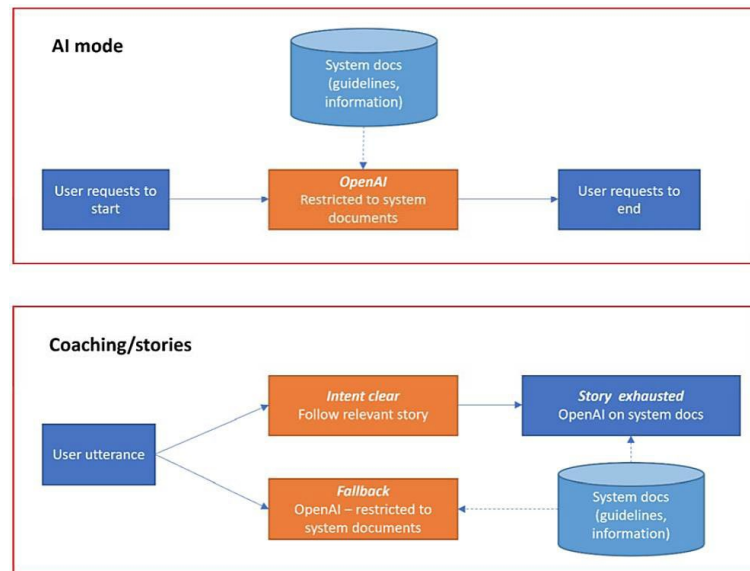 AI mode
System docs
(guidelines,
information)
User requests to
start
OpenAI
Restricted to system
documents
User requests to
end
Coaching/stories
User utterance
Intent clear
Follow relevant story
Story exhausted
OpenAI on system docs
Fallback
OpenAI – restricted to
system documents
System docs
(guidelines,
information)